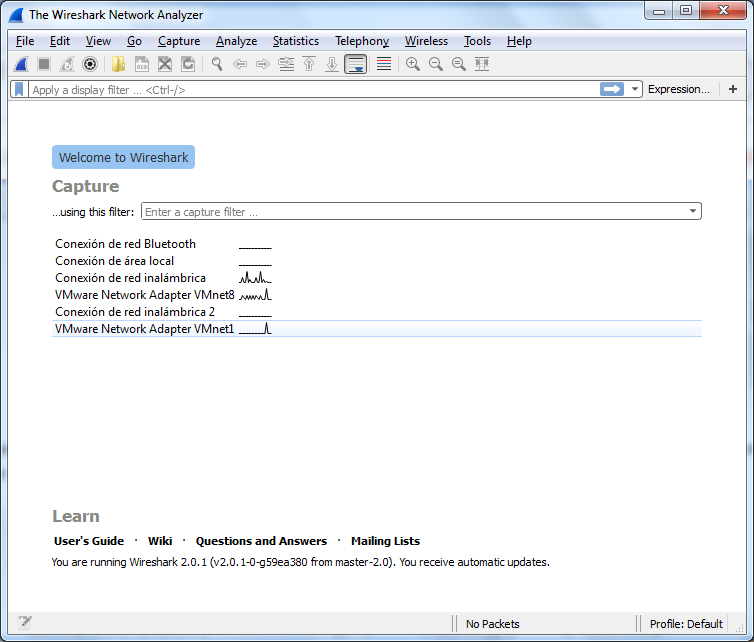 The Wireshark Network Analyzer
File Edit View Go Capture Analyze Statistics Telephony Wireless Tools Help
Apply a display filter ... <Ctrl-/> Expression... +
Welcome to Wireshark
Capture
...using this filter: Enter a capture filter ...
Conexión de red Bluetooth
Conexión de área local
Conexión de red inalámbrica
VMware Network Adapter VMnet8
Conexión de red inalámbrica 2
VMware Network Adapter VMnet1
Learn
User's Guide · Wiki · Questions and Answers · Mailing Lists
You are running Wireshark 2.0.1 (v2.0.1-0-g59ea380 from master-2.0). You receive automatic updates.
No Packets Profile: Default